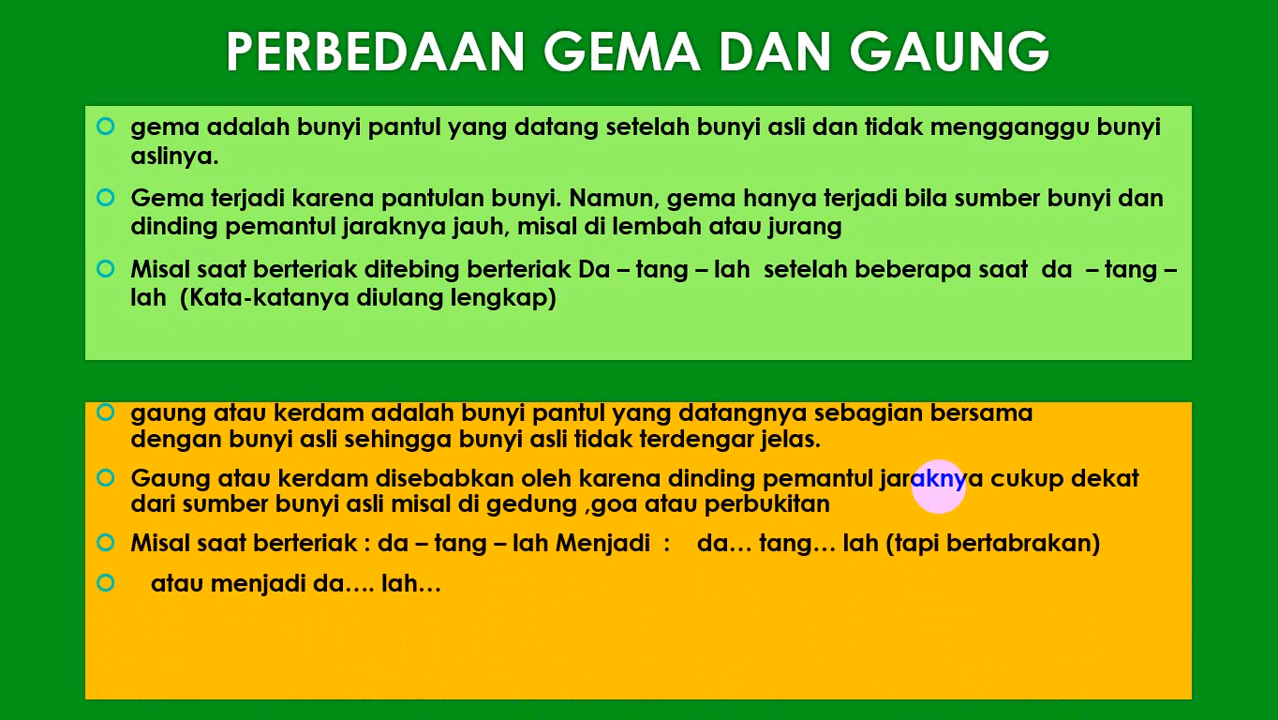 PERBEDAAN GEMA DAN GAUNG
gema adalah bunyi pantul yang datang setelah bunyi asli dan tidak mengganggu bunyi
aslinya.
Gema terjadi karena pantulan bunyi. Namun, gema hanya terjadi bila sumber bunyi dan
dinding pemantul jaraknya jauh, misal di lembah atau jurang
Misal saat berteriak ditebing berteriak Da – tang – lah setelah beberapa saat da – tang –
lah (Kata-katanya diulang lengkap)
gaung atau kerdam adalah bunyi pantul yang datangnya sebagian bersama
dengan bunyi asli sehingga bunyi asli tidak terdengar jelas.
Gaung atau kerdam disebabkan oleh karena dinding pemantul jaraknya cukup dekat
dari sumber bunyi asli misal di gedung ,goa atau perbukitan
Misal saat berteriak : da – tang – lah Menjadi : da… tang… lah (tapi bertabrakan)
atau menjadi da…. lah…